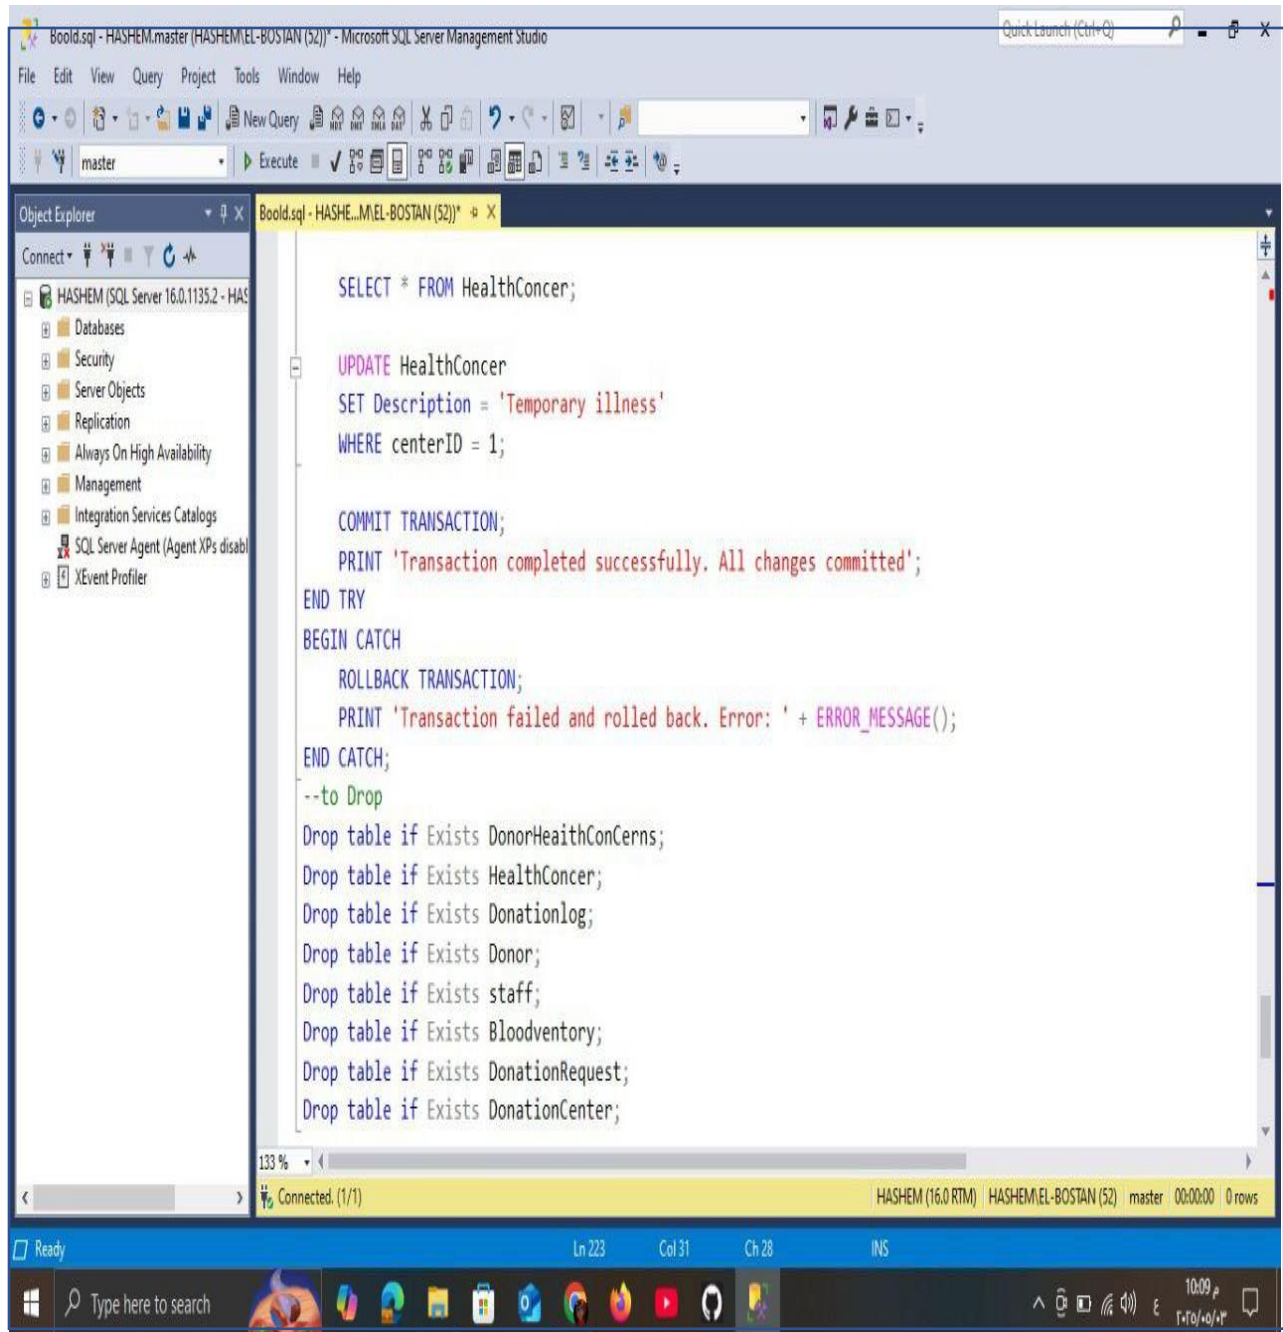 Boold.sql - HASHEM.master (HASHEM\EL-BOSTAN (52))* - Microsoft SQL Server Management Studio
Quick Launch (Ctrl+Q)
File Edit View Query Project Tools Window Help
New Query
master
Execute
Object Explorer
Boold.sql - HASHE...M\EL-BOSTAN (52))*
Connect
HASHEM (SQL Server 16.0.1135.2 - HAS
Databases
Security
Server Objects
Replication
Always On High Availability
Management
Integration Services Catalogs
SQL Server Agent (Agent XPs disabl
XEvent Profiler
SELECT * FROM HealthConcer;
UPDATE HealthConcer
SET Description = 'Temporary illness'
WHERE centerID = 1;
COMMIT TRANSACTION;
PRINT 'Transaction completed successfully. All changes committed';
END TRY
BEGIN CATCH
ROLLBACK TRANSACTION;
PRINT 'Transaction failed and rolled back. Error: ' + ERROR_MESSAGE();
END CATCH;
--to Drop
Drop table if Exists DonorHeaithConCerns;
Drop table if Exists HealthConcer;
Drop table if Exists Donationlog;
Drop table if Exists Donor;
Drop table if Exists staff;
Drop table if Exists Bloodventory;
Drop table if Exists DonationRequest;
Drop table if Exists DonationCenter;
133 %
Connected. (1/1) HASHEM (16.0 RTM) HASHEM\EL-BOSTAN (52) master 00:00:00 0 rows
Ready Ln 223 Col 31 Ch 28 INS
Type here to search
ع
10:09 م
٢٠٢٥/٠٥/٠٣